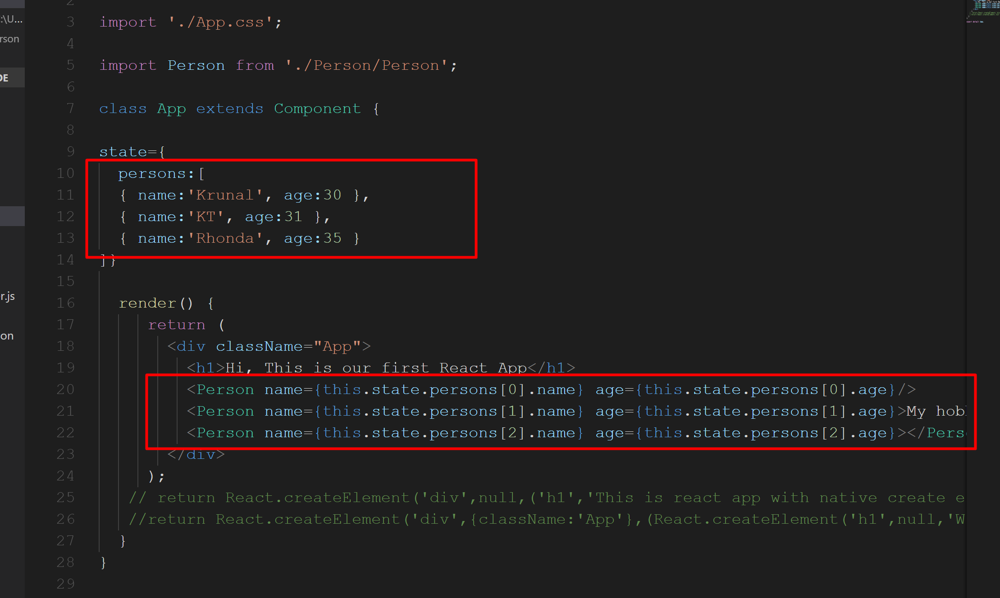 :\U...
rson
DE
r.js
on
2
3 import './App.css';
4
5 import Person from './Person/Person';
6
7 class App extends Component {
8
9 state={
10 persons:[
11 { name:'Krunal', age:30 },
12 { name:'KT', age:31 },
13 { name:'Rhonda', age:35 }
14 ]}
15
16 render() {
17 return (
18 <div className="App">
19 <h1>Hi, This is our first React App</h1>
20 <Person name={this.state.persons[0].name} age={this.state.persons[0].age}/>
21 <Person name={this.state.persons[1].name} age={this.state.persons[1].age}>My hob
22 <Person name={this.state.persons[2].name} age={this.state.persons[2].age}></Pers
23 </div>
24 );
25 // return React.createElement('div',null,('h1','This is react app with native create e
26 //return React.createElement('div',{className:'App'},(React.createElement('h1',null,'W
27 }
28 }
29